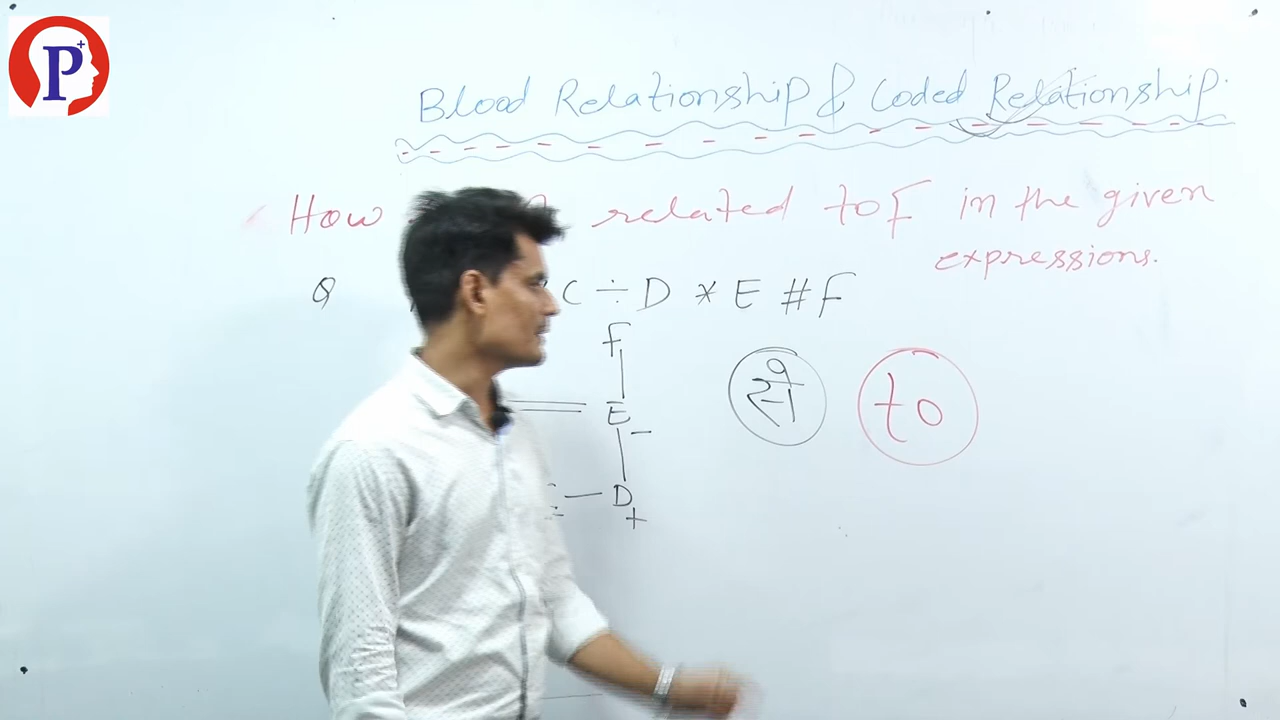 P+
Blood Relationship & Coded Relationship.
How related to F in the given
expressions.
Q C ÷ D * E # F
F
E
−
D
+
से
to